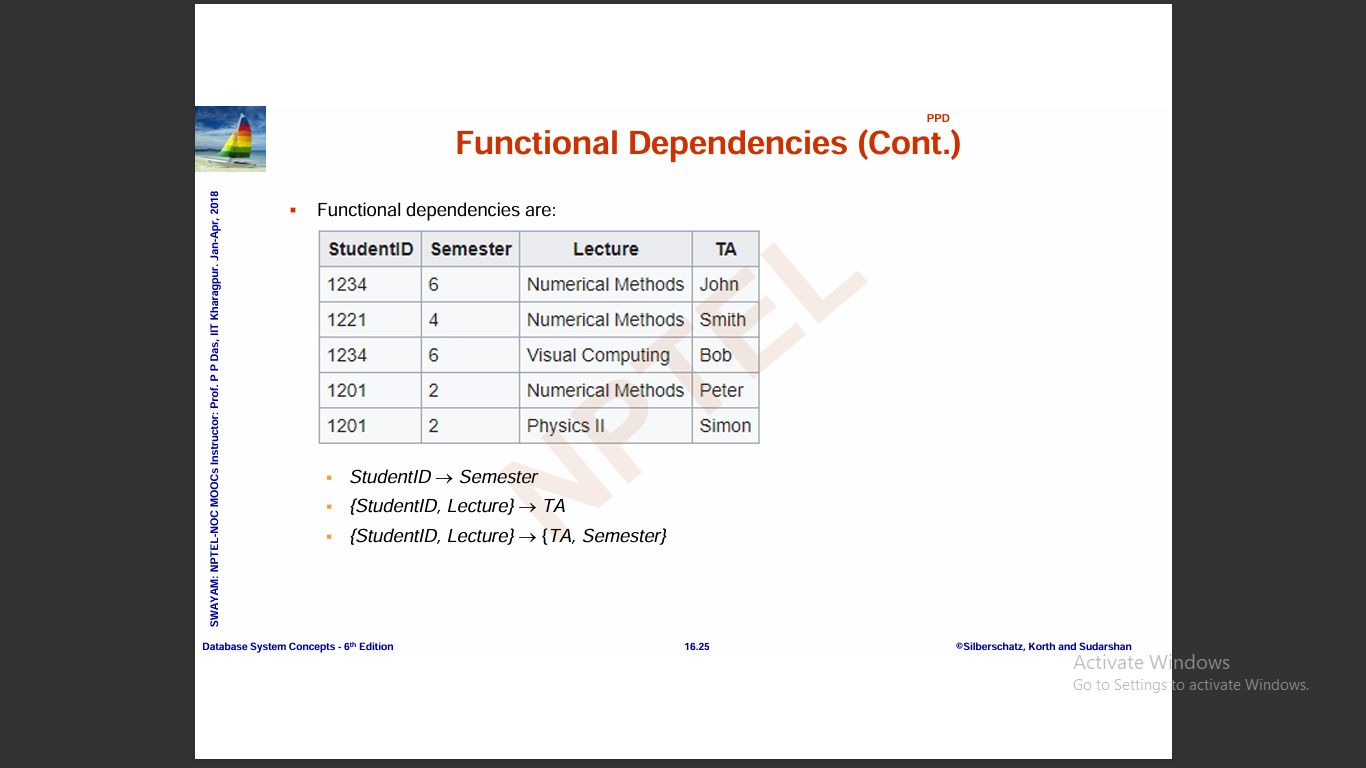 PPD
Functional Dependencies (Cont.)
SWAYAM: NPTEL-NOC MOOCs Instructor: Prof. P P Das, IIT Kharagpur. Jan-Apr, 2018
▪ Functional dependencies are:
StudentID Semester Lecture TA
1234 6 Numerical Methods John
1221 4 Numerical Methods Smith
1234 6 Visual Computing Bob
1201 2 Numerical Methods Peter
1201 2 Physics II Simon
NPTEL
▪ StudentID → Semester
▪ {StudentID, Lecture} → TA
▪ {StudentID, Lecture} → {TA, Semester}
Database System Concepts - 6th Edition 16.25 ©Silberschatz, Korth and Sudarshan
Activate Windows
Go to Settings to activate Windows.